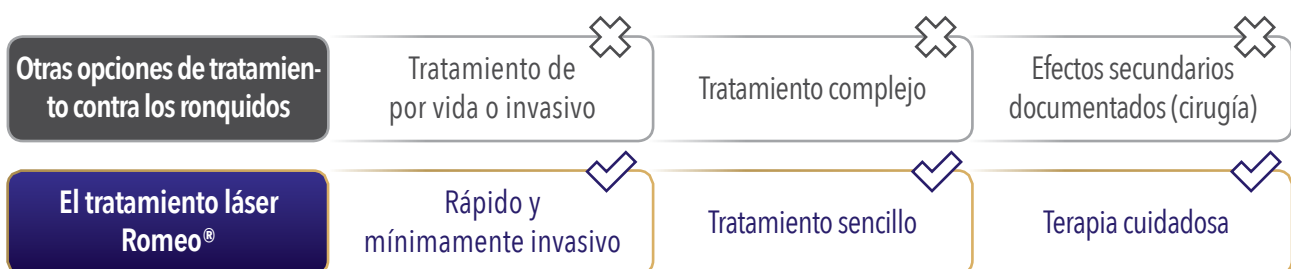 Otras opciones de tratamien-
to contra los ronquidos
Tratamiento de
por vida o invasivo
Tratamiento complejo
Efectos secundarios
documentados (cirugía)
El tratamiento láser
Romeo®
Rápido y
mínimamente invasivo
Tratamiento sencillo
Terapia cuidadosa